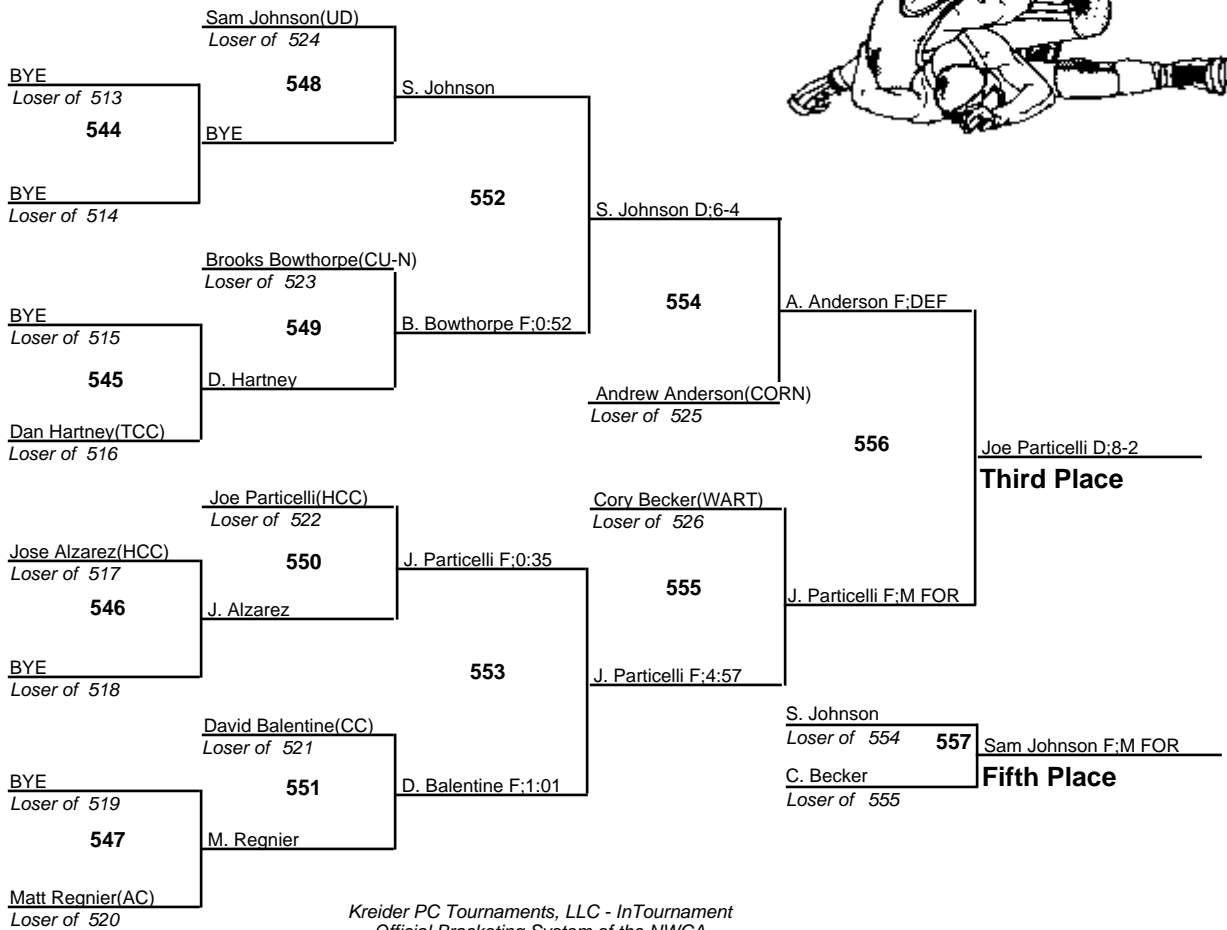 Sam Johnson(UD)
Loser of 524
BYE
Loser of 513
548
S. Johnson
544
BYE
BYE
Loser of 514
552
S. Johnson D;6-4
Brooks Bowthorpe(CU-N)
Loser of 523
554
A. Anderson F;DEF
BYE
Loser of 515
549
B. Bowthorpe F;0:52
545
D. Hartney
Andrew Anderson(CORN)
Loser of 525
Dan Hartney(TCC)
Loser of 516
556
Joe Particelli D;8-2
Third Place
Joe Particelli(HCC)
Loser of 522
Cory Becker(WART)
Loser of 526
Jose Alzarez(HCC)
Loser of 517
550
J. Particelli F;0:35
555
546
J. Alzarez
J. Particelli F;M FOR
BYE
Loser of 518
553
J. Particelli F;4:57
David Balentine(CC)
Loser of 521
S. Johnson
Loser of 554
557
Sam Johnson F;M FOR
Fifth Place
C. Becker
Loser of 555
BYE
Loser of 519
551
D. Balentine F;1:01
547
M. Regnier
Matt Regnier(AC)
Loser of 520
Kreider PC Tournaments, LLC - InTournament
Official Bracketing System of the NWCA